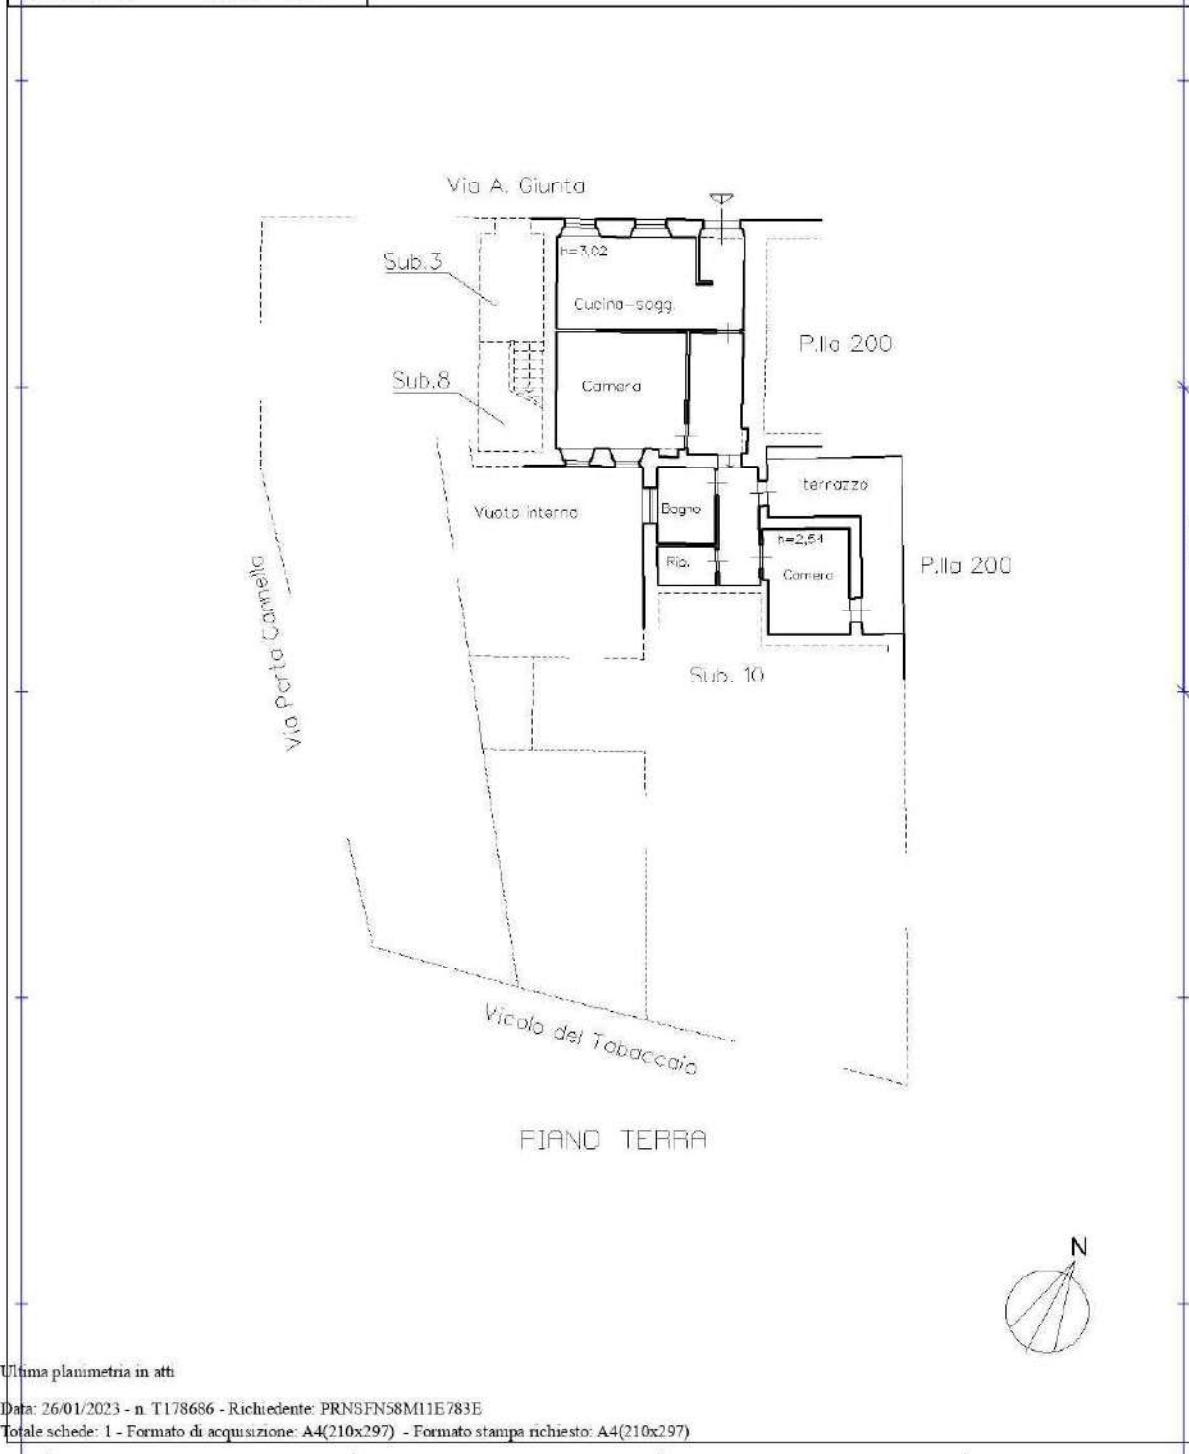 Via A. Giunta
Sub.3
h=3,02
Cucina-sogg.
P.lla 200
Sub.8
Camera
terrazzo
Vuoto interno
Bagno
h=2,54
Rip.
Camera
P.lla 200
Via Porta Cannella
Sub. 10
Vicolo del Tabaccaio
PIANO TERRA
N
Ultima planimetria in atti
Data: 26/01/2023 - n. T178686 - Richiedente: PRNSFN58M11E783E
Totale schede: 1 - Formato di acquisizione: A4(210x297) - Formato stampa richiesto: A4(210x297)